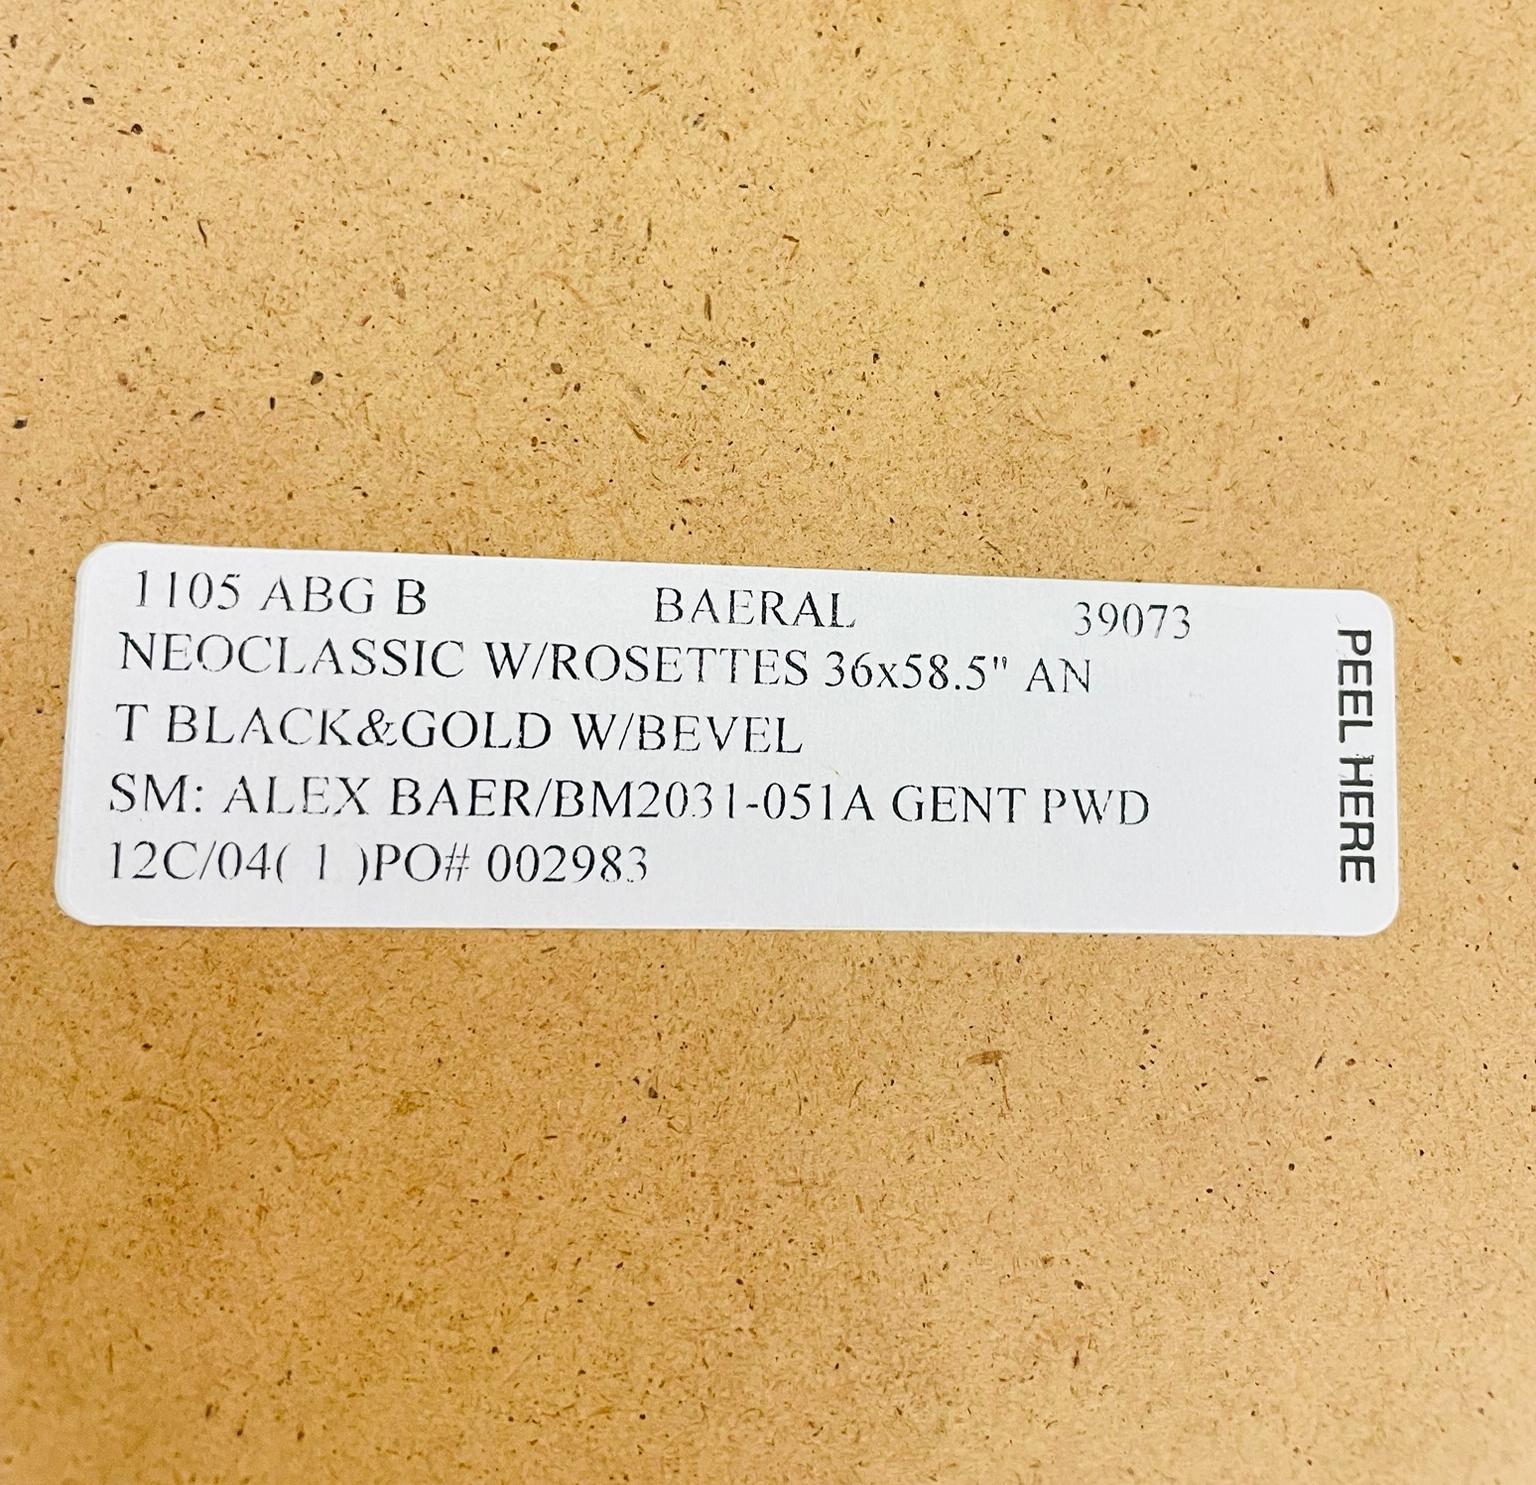 1105 ABG B BAERAL 39073
NEOCLASSIC W/ROSETTES 36x58.5" AN
T BLACK&GOLD W/BEVEL
SM: ALEX BAER/BM2031-051A GENT PWD
12C/04( 1 )PO# 002983
PEEL HERE